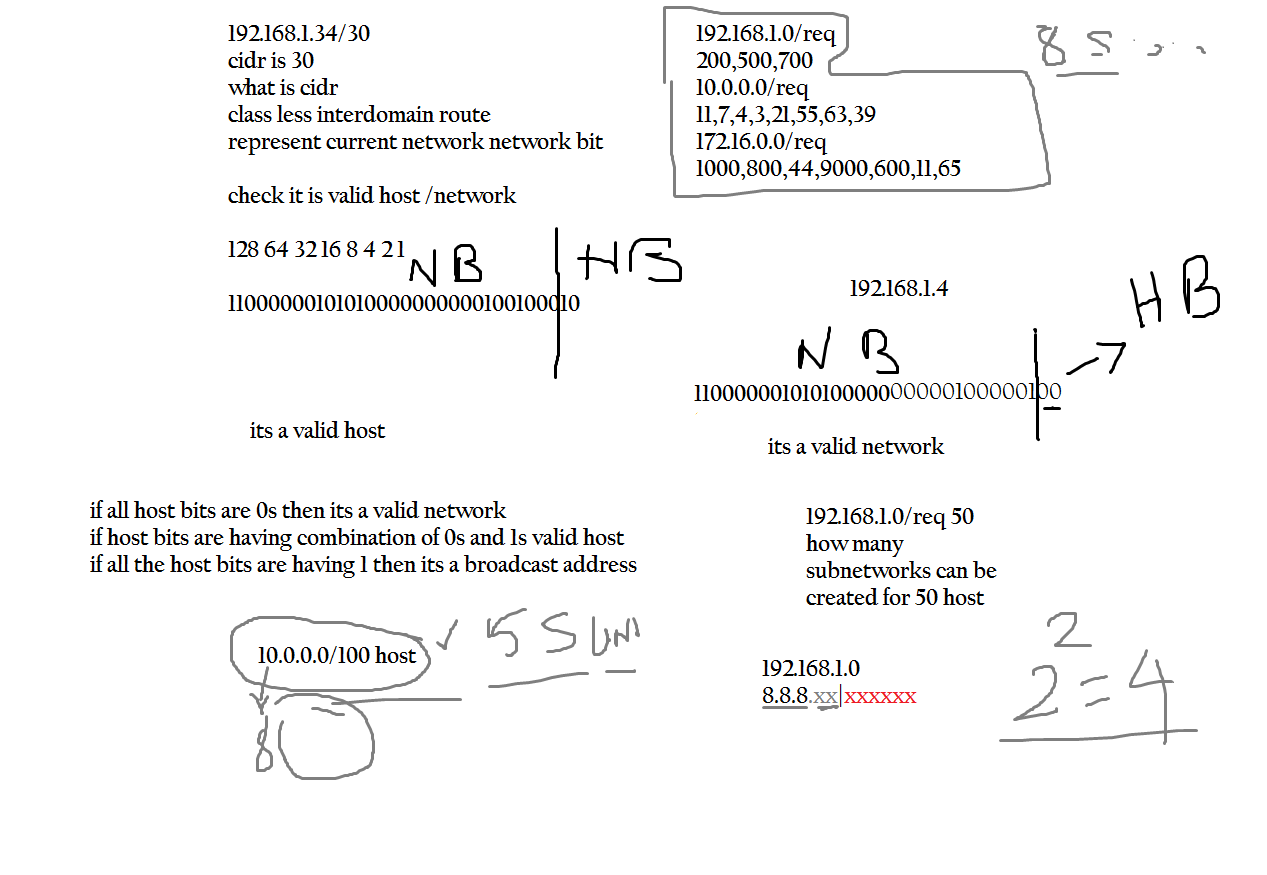 192.168.1.34/30
cidr is 30
what is cidr
class less interdomain route
represent current network network bit
check it is valid host /network
128 64 32 16 8 4 2 1
NB
HB
11000000101010000000000100100010
its a valid host
192.168.1.0/req
200,500,700
10.0.0.0/req
11,7,4,3,21,55,63,39
172.16.0.0/req
1000,800,44,9000,600,11,65
8 5
192.168.1.4
HB
NB
11000000101010000000000100000100
its a valid network
if all host bits are 0s then its a valid network
if host bits are having combination of 0s and 1s valid host
if all the host bits are having 1 then its a broadcast address
192.168.1.0/req 50
how many
subnetworks can be
created for 50 host
10.0.0.0/100 host
8
192.168.1.0
8.8.8.xx|xxxxxx
2
2=4